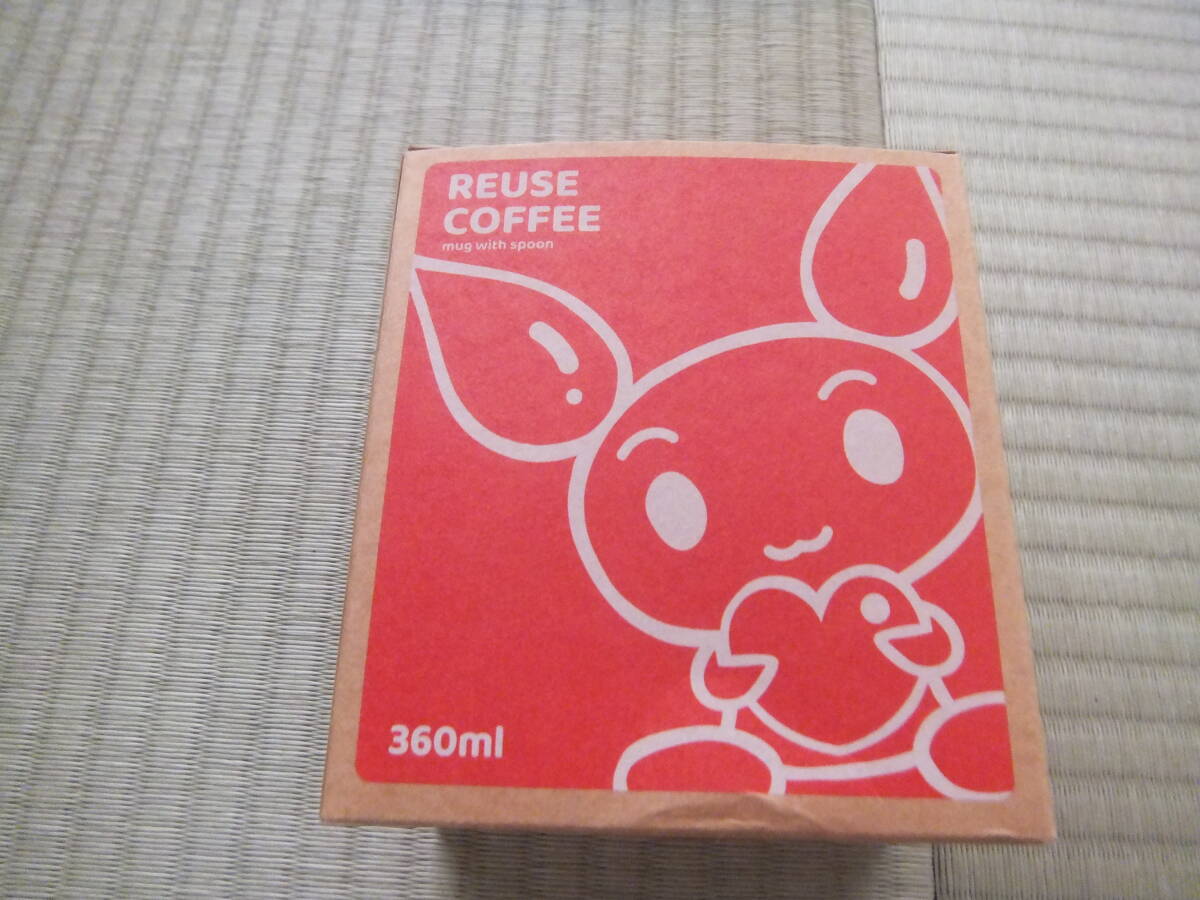 REUSE
COFFEE
mug with spoon
360ml